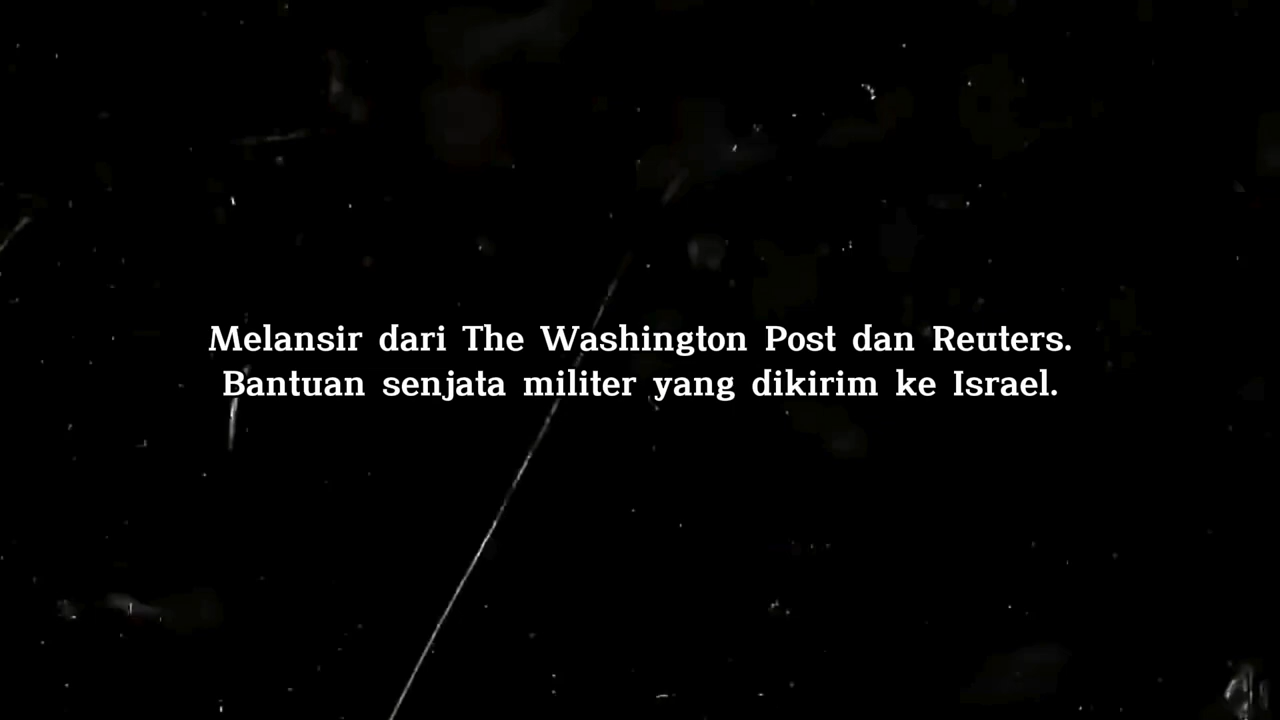 Melansir dari The Washington Post dan Reuters.
Bantuan senjata militer yang dikirim ke Israel.